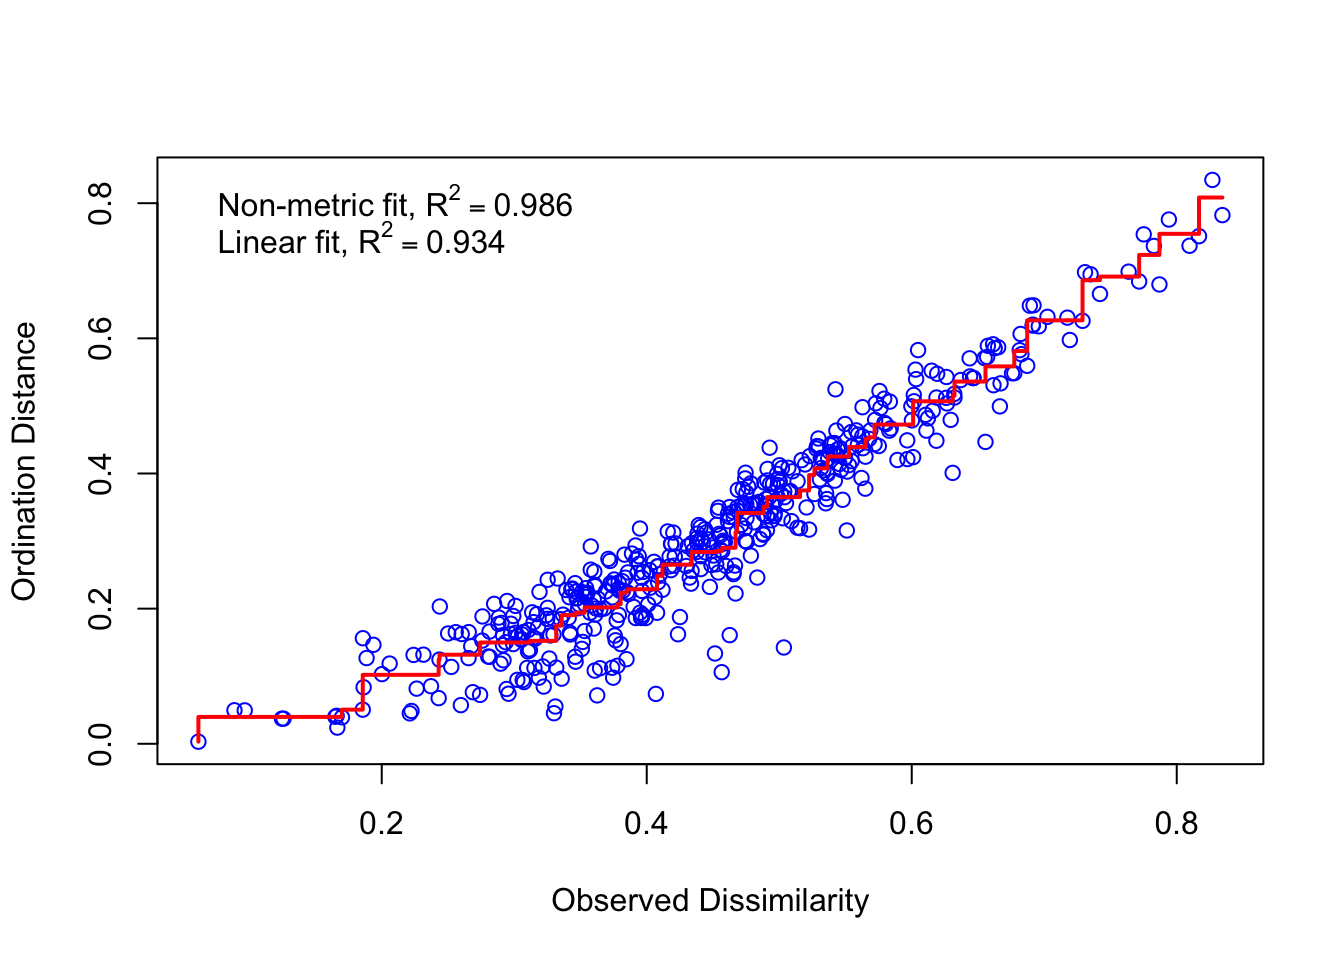 Non-metric fit, R² = 0.986
Linear fit, R² = 0.934
Ordination Distance
0.8
0.6
0.4
0.2
0.0
0.2 0.4 0.6 0.8
Observed Dissimilarity